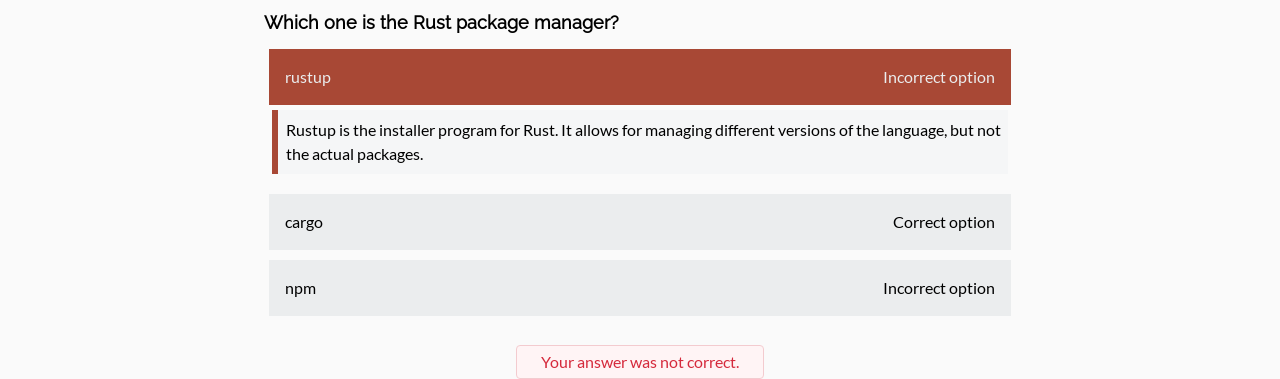 Which one is the Rust package manager?
rustup Incorrect option
Rustup is the installer program for Rust. It allows for managing different versions of the language, but not
the actual packages.
cargo Correct option
npm Incorrect option
Your answer was not correct.